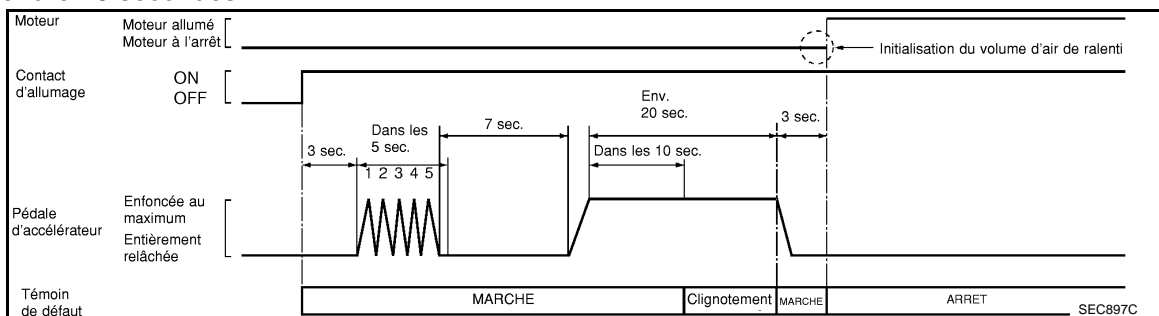 Moteur
Moteur allumé
Moteur à l'arrêt
Initialisation du volume d'air de ralenti
Contact
d'allumage
ON
OFF
Env.
20 sec.
3 sec.
7 sec.
Dans les
5 sec.
3 sec.
Dans les 10 sec.
1 2 3 4 5
Pédale
d'accélérateur
Enfoncée au
maximum
Entièrement
relâchée
Témoin
de défaut
MARCHE
Clignotement
MARCHE
ARRET
SEC897C